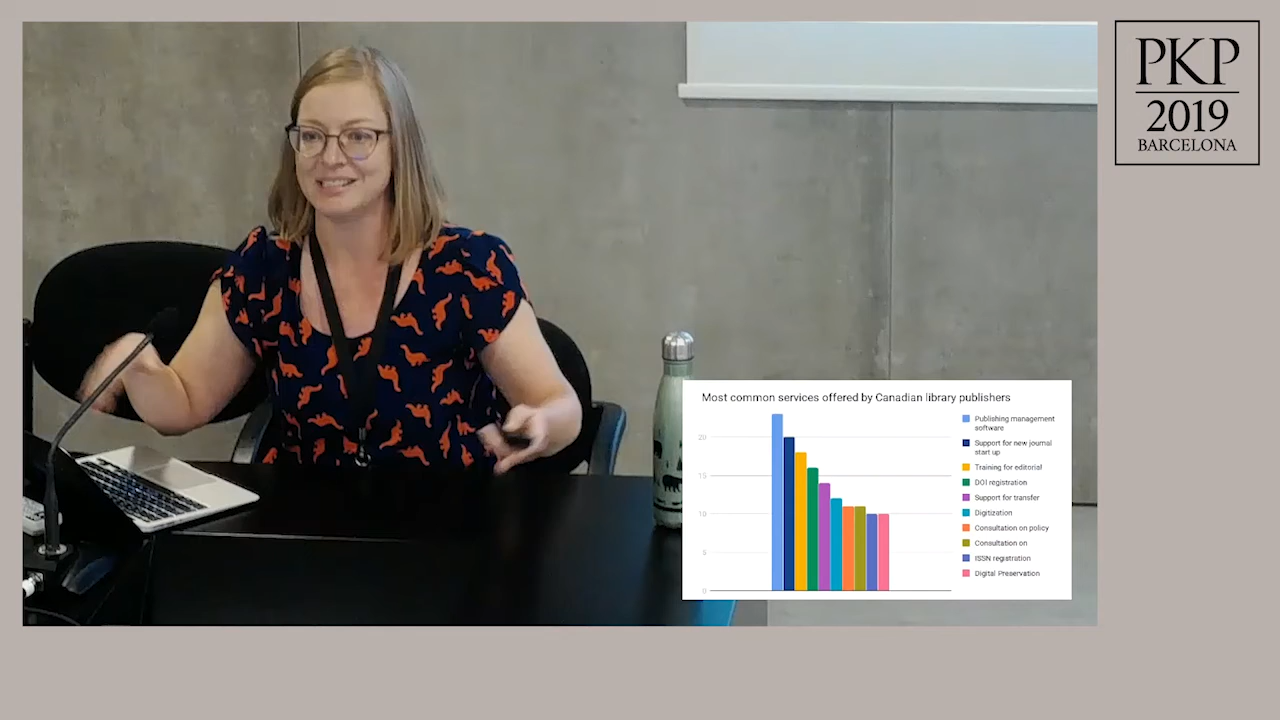 PKP
2019
BARCELONA
Most common services offered by Canadian library publishers
20
15
10
5
0
Publishing management
software
Support for new journal
start up
Training for editorial
DOI registration
Support for transfer
Digitization
Consultation on policy
Consultation on
ISSN registration
Digital Preservation